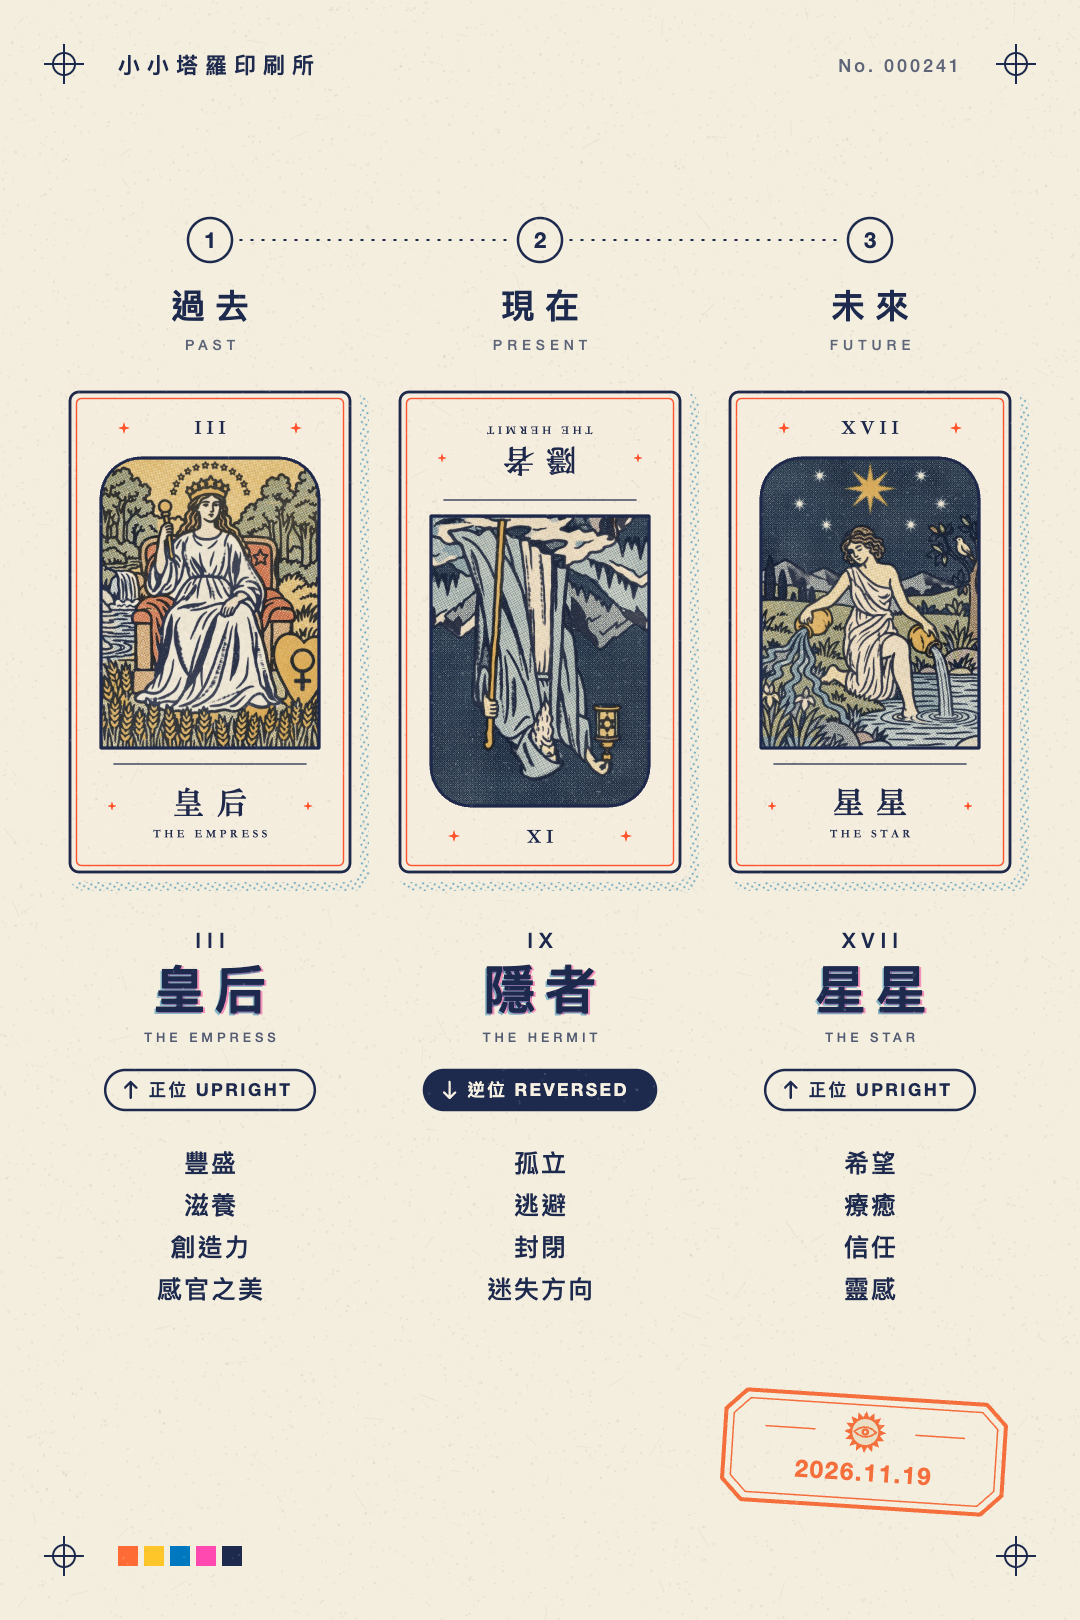 小小塔羅印刷所
No. 000241
1
2
3
過去
PAST
現在
PRESENT
未來
FUTURE
III
皇后
THE EMPRESS
THE HERMIT
隱者
IX
XVII
星星
THE STAR
III
皇后
THE EMPRESS
↑ 正位 UPRIGHT
豐盛
滋養
創造力
感官之美
IX
隱者
THE HERMIT
↓ 逆位 REVERSED
孤立
逃避
封閉
迷失方向
XVII
星星
THE STAR
↑ 正位 UPRIGHT
希望
療癒
信任
靈感
2026.11.19